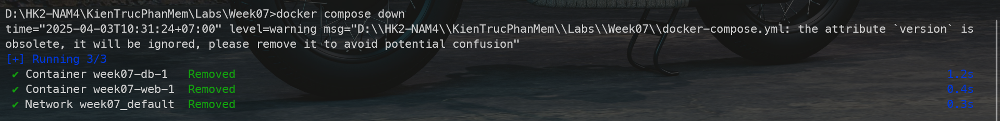 D:\HK2-NAM4\KienTrucPhanMem\Labs\Week07>docker compose down
time="2025-04-03T10:31:24+07:00" level=warning msg="D:\\HK2-NAM4\\KienTrucPhanMem\\Labs\\Week07\\docker-compose.yml: the attribute `version` is
obsolete, it will be ignored, please remove it to avoid potential confusion"
[+] Running 3/3
✔ Container week07-db-1 Removed 1.2s
✔ Container week07-web-1 Removed 0.4s
✔ Network week07_default Removed 0.3s